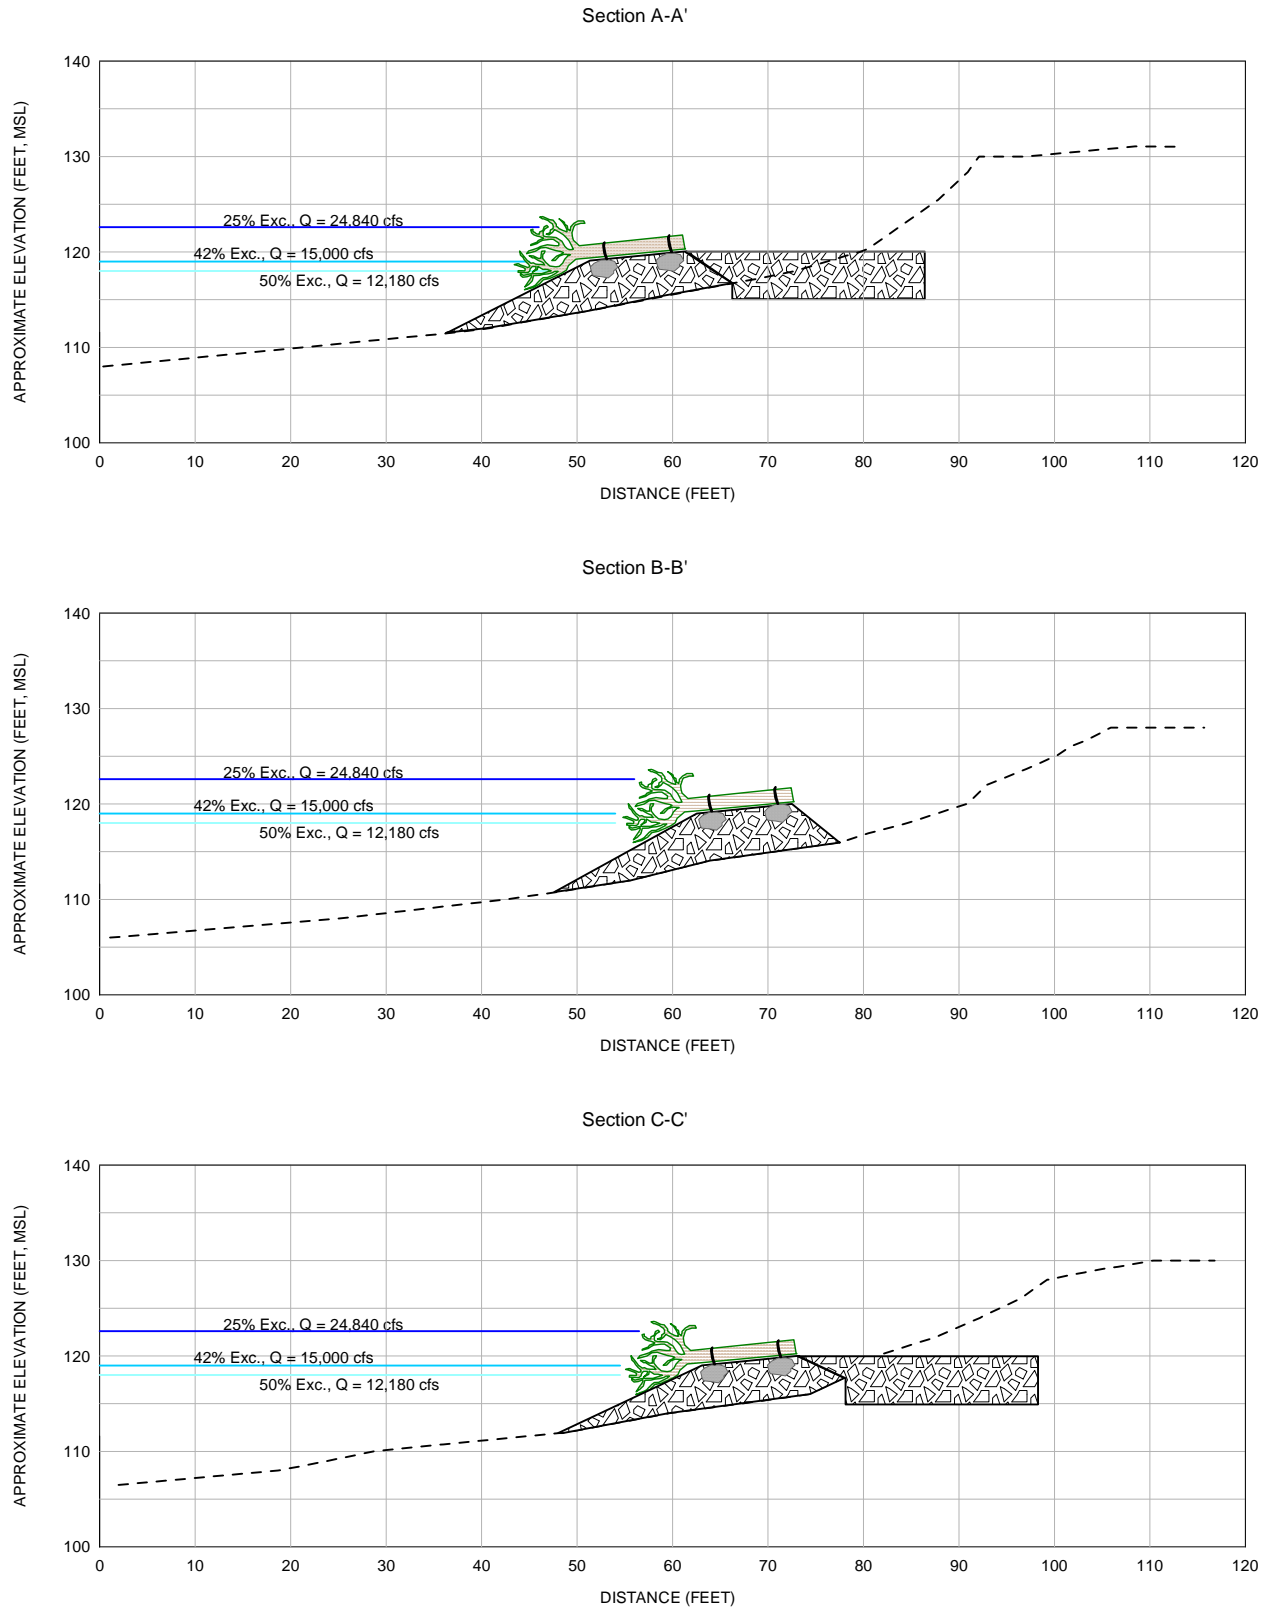 Section A-A'
APPROXIMATE ELEVATION (FEET, MSL)
140
130
120
110
100
25% Exc., Q = 24,840 cfs
42% Exc., Q = 15,000 cfs
50% Exc., Q = 12,180 cfs
0 10 20 30 40 50 60 70 80 90 100 110 120
DISTANCE (FEET)
Section B-B'
APPROXIMATE ELEVATION (FEET, MSL)
140
130
120
110
100
25% Exc., Q = 24,840 cfs
42% Exc., Q = 15,000 cfs
50% Exc., Q = 12,180 cfs
0 10 20 30 40 50 60 70 80 90 100 110 120
DISTANCE (FEET)
Section C-C'
APPROXIMATE ELEVATION (FEET, MSL)
140
130
120
110
100
25% Exc., Q = 24,840 cfs
42% Exc., Q = 15,000 cfs
50% Exc., Q = 12,180 cfs
0 10 20 30 40 50 60 70 80 90 100 110 120
DISTANCE (FEET)